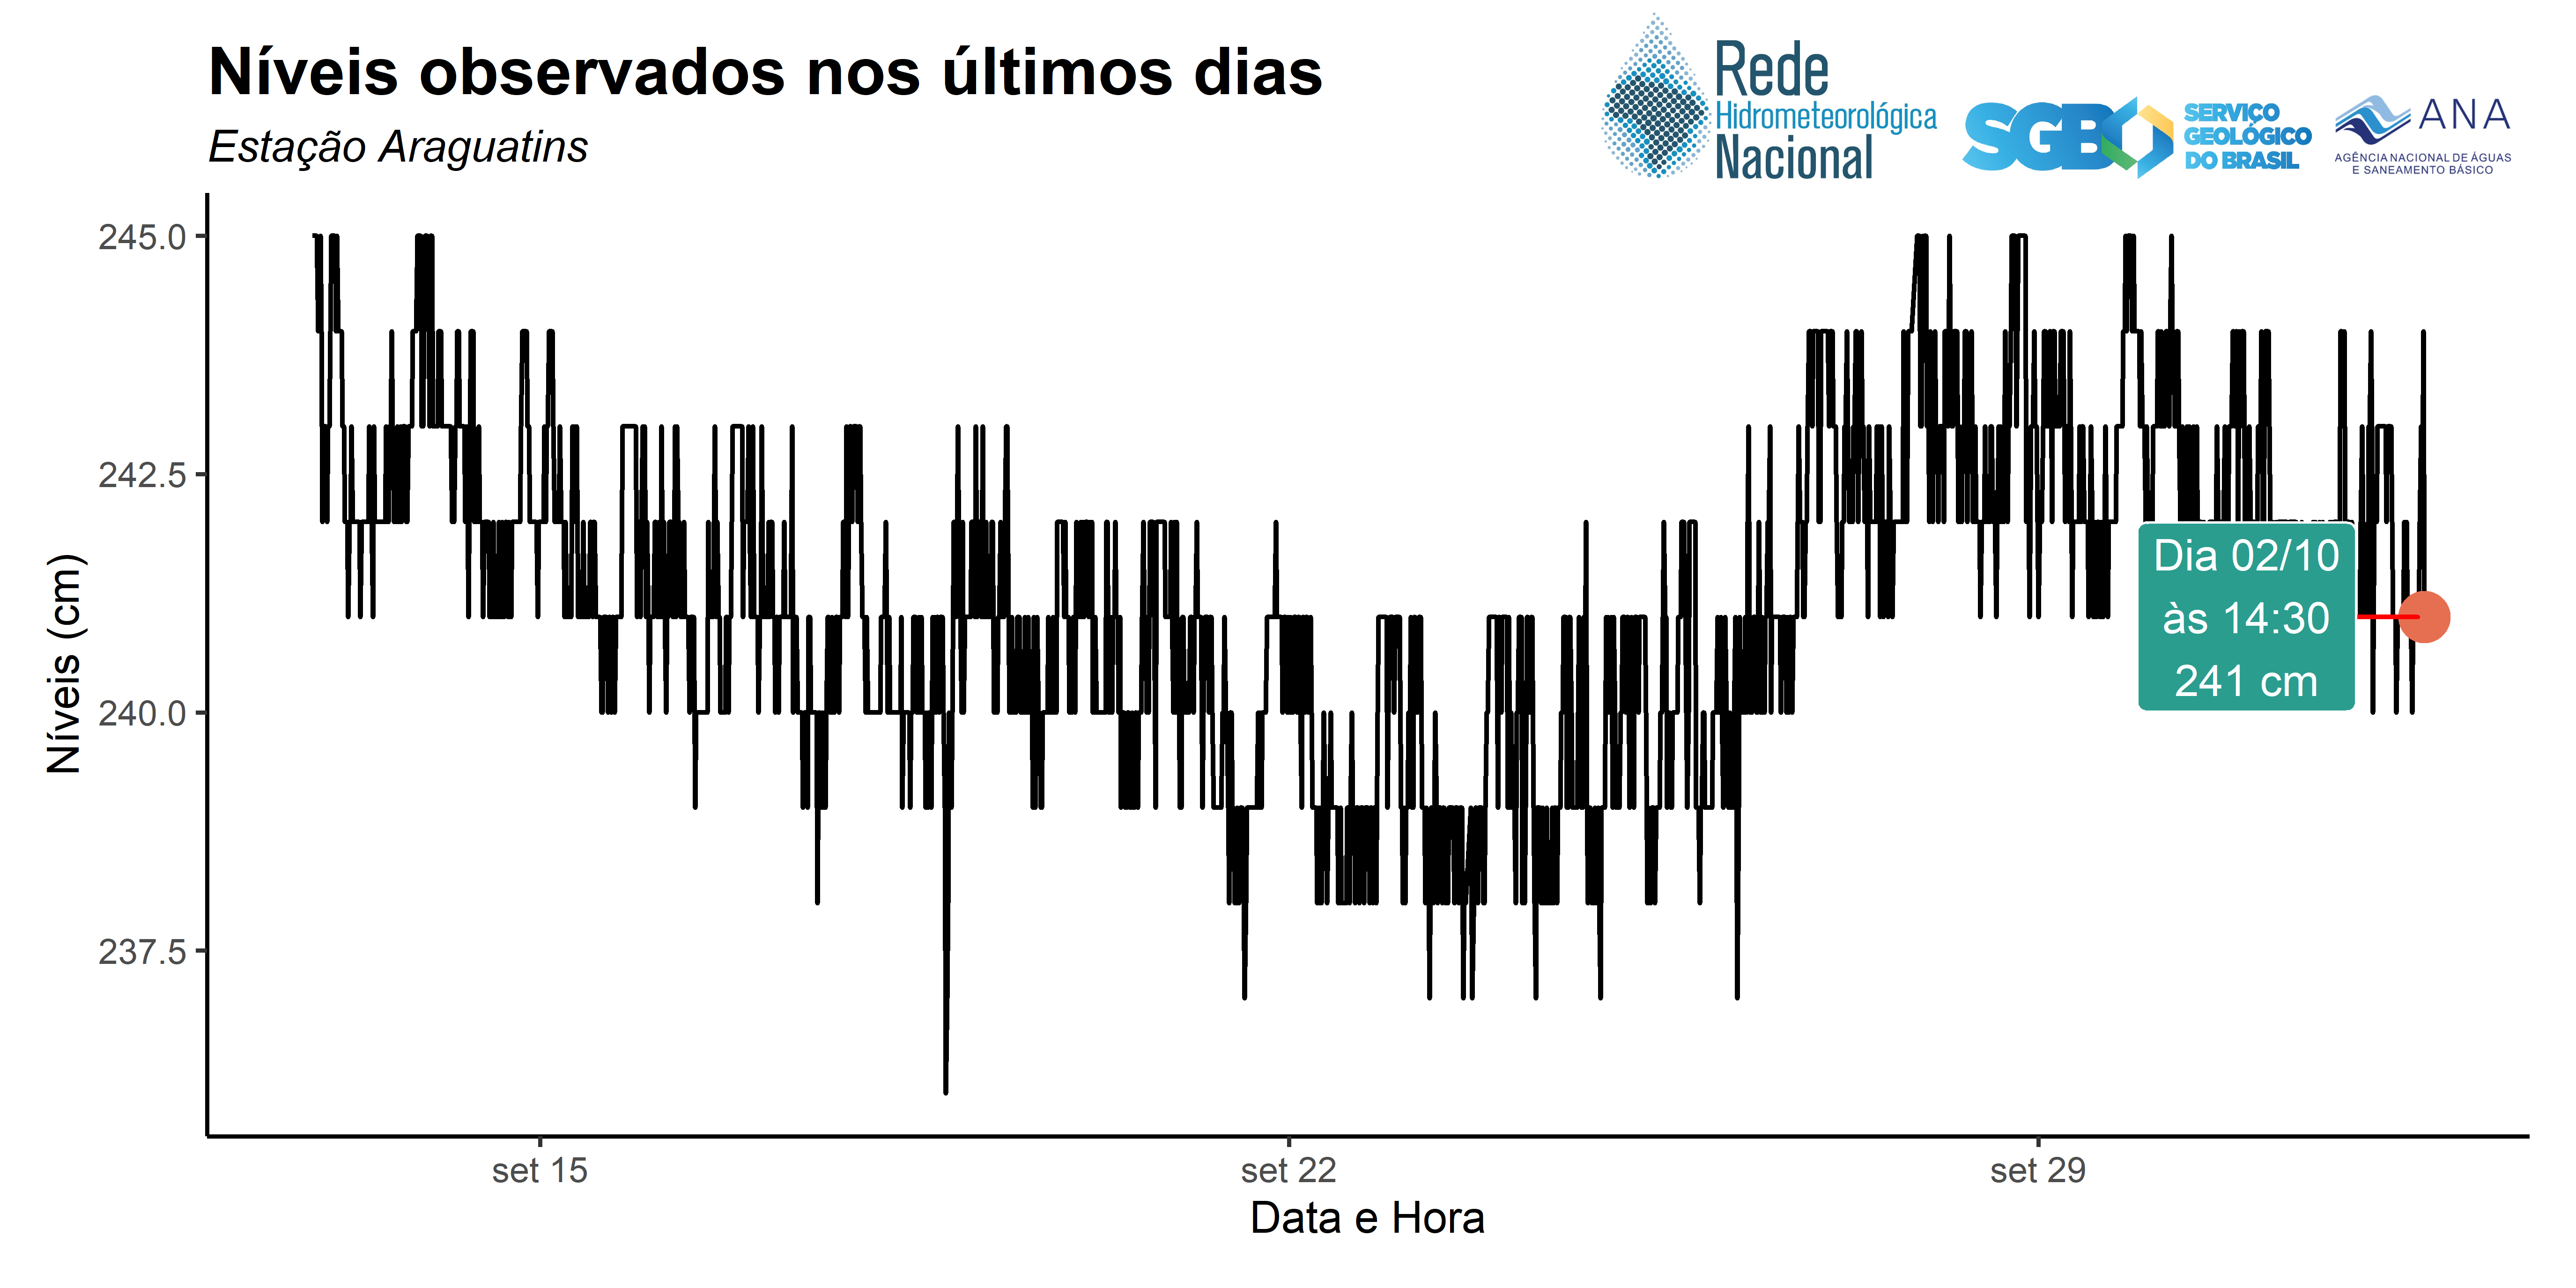 Níveis observados nos últimos dias
Estação Araguatins
Rede
Hidrometeorológica
Nacional
SGB
SERVIÇO
GEOLÓGICO
DO BRASIL
ANA
AGÊNCIA NACIONAL DE ÁGUAS
E SANEAMENTO BÁSICO
Níveis (cm)
245.0
242.5
240.0
237.5
Dia 02/10
às 14:30
241 cm
set 15
set 22
set 29
Data e Hora